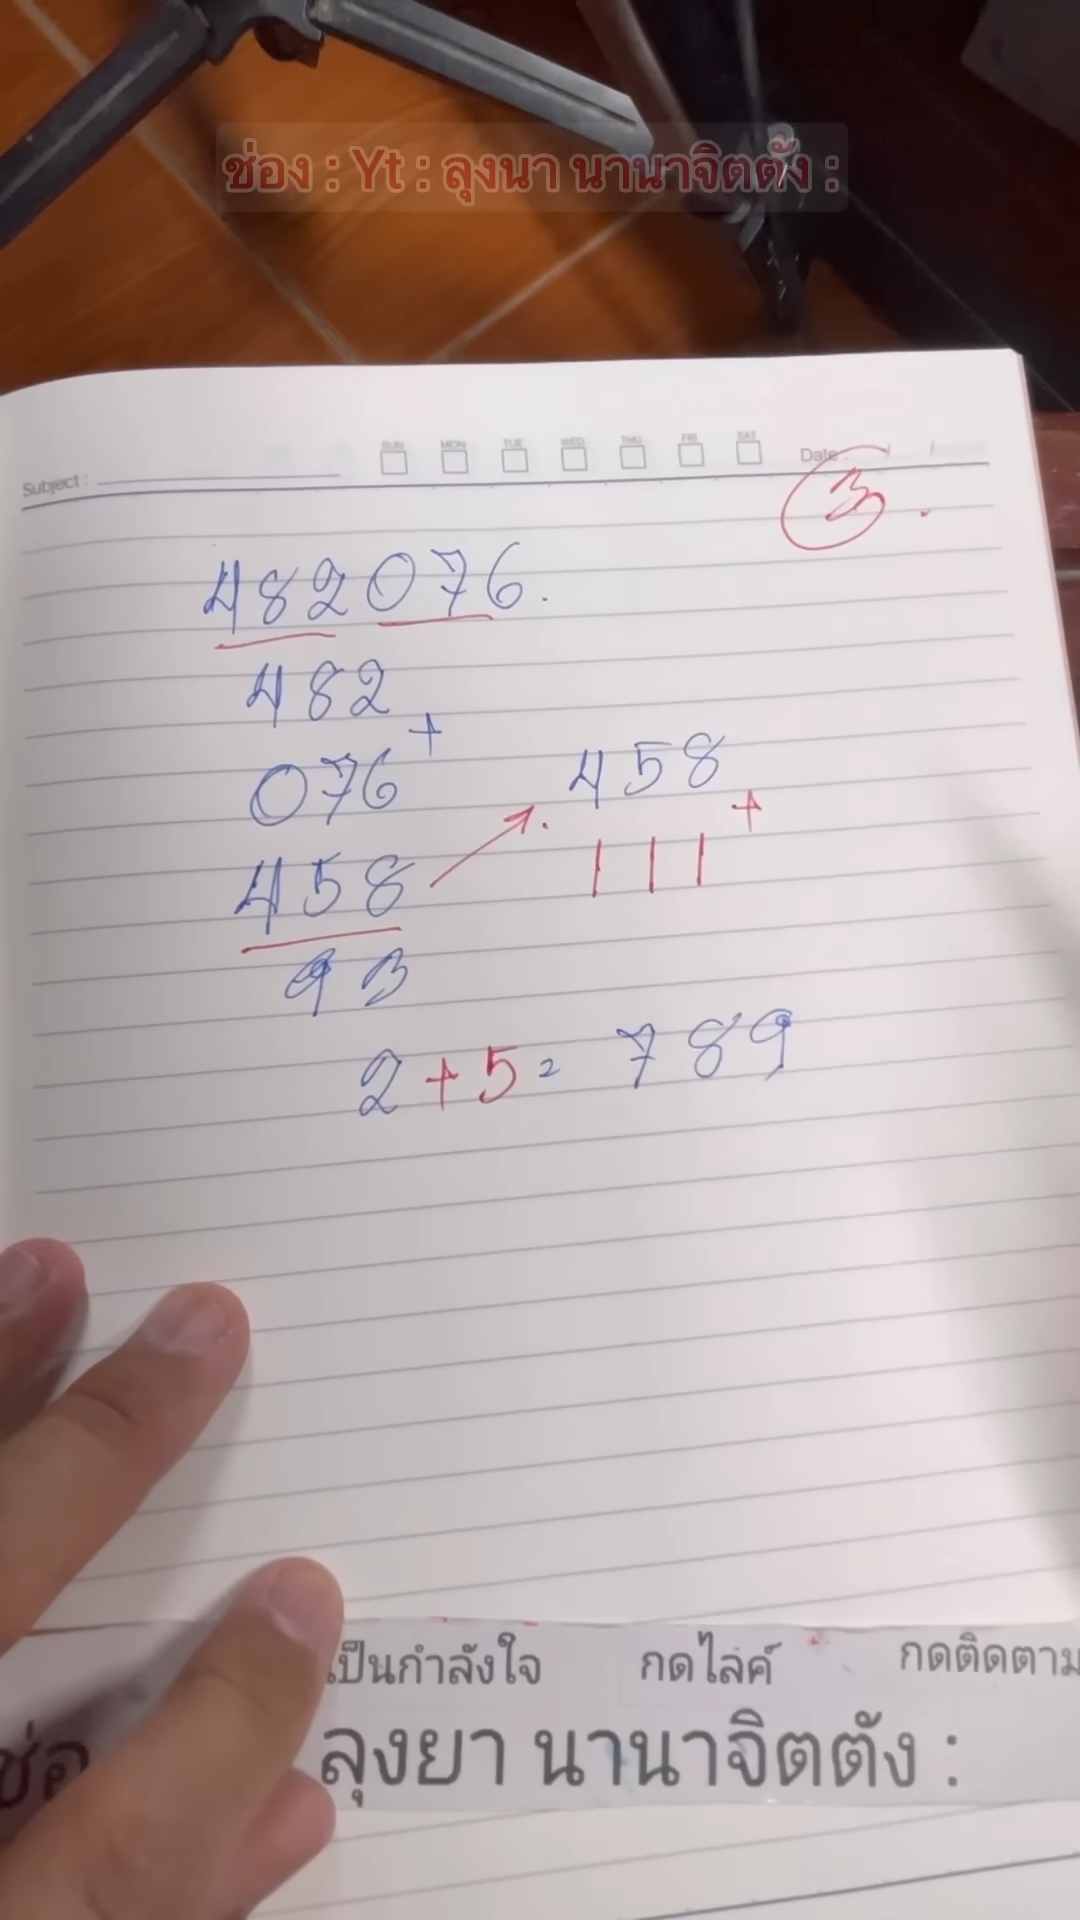 ช่อง : Yt : ลุงนา นานาจิตตัง :
Subject :
SUN MON TUE WED THU FRI SAT
Date / /
3 .
482076.
482
+
076
458
458
+
111
93
2+5= 789
เป็นกำลังใจ กดไลค์ กดติดตาม
ช่อ ลุงยา นานาจิตตัง :